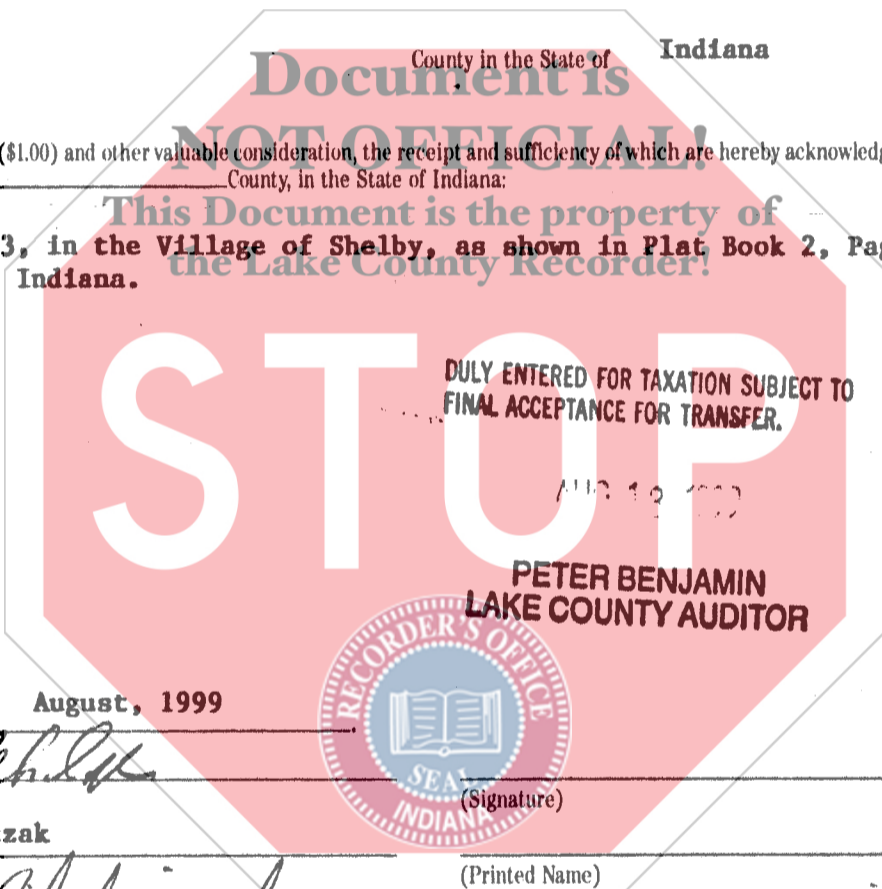 County in the State of Indiana
Document is
NOT OFFICIAL!
($1.00) and other valuable consideration, the receipt and sufficiency of which are hereby acknowledg
County, in the State of Indiana:
This Document is the property of
3, in the Village of Shelby, as shown in Plat Book 2, Pag
the Lake County Recorder!
Indiana.
STOP
DULY ENTERED FOR TAXATION SUBJECT TO
FINAL ACCEPTANCE FOR TRANSFER.
PETER BENJAMIN
LAKE COUNTY AUDITOR
RECORDER'S OFFICE
SEAL
INDIANA
August, 1999
(Signature)
zak
(Printed Name)